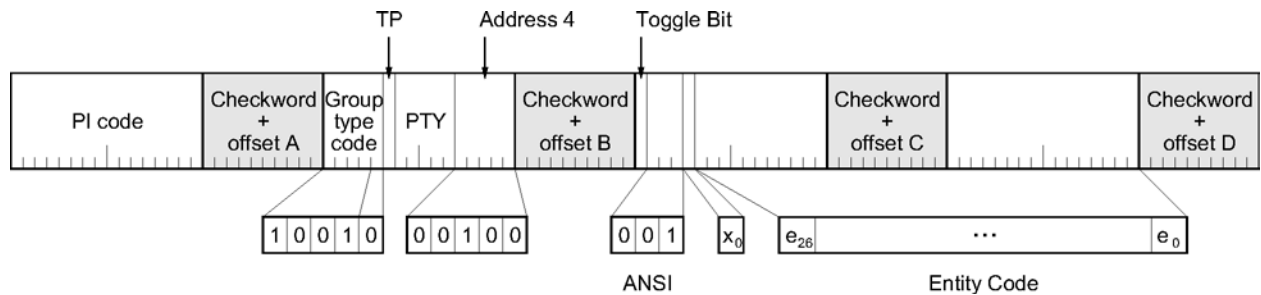 TP
Address 4
Toggle Bit
PI code
Checkword
+
offset A
Group
type
code
PTY
Checkword
+
offset B
Checkword
+
offset C
Checkword
+
offset D
1 0 0 1 0
0 0 1 0 0
0 0 1
x0
e26 ... e0
ANSI
Entity Code